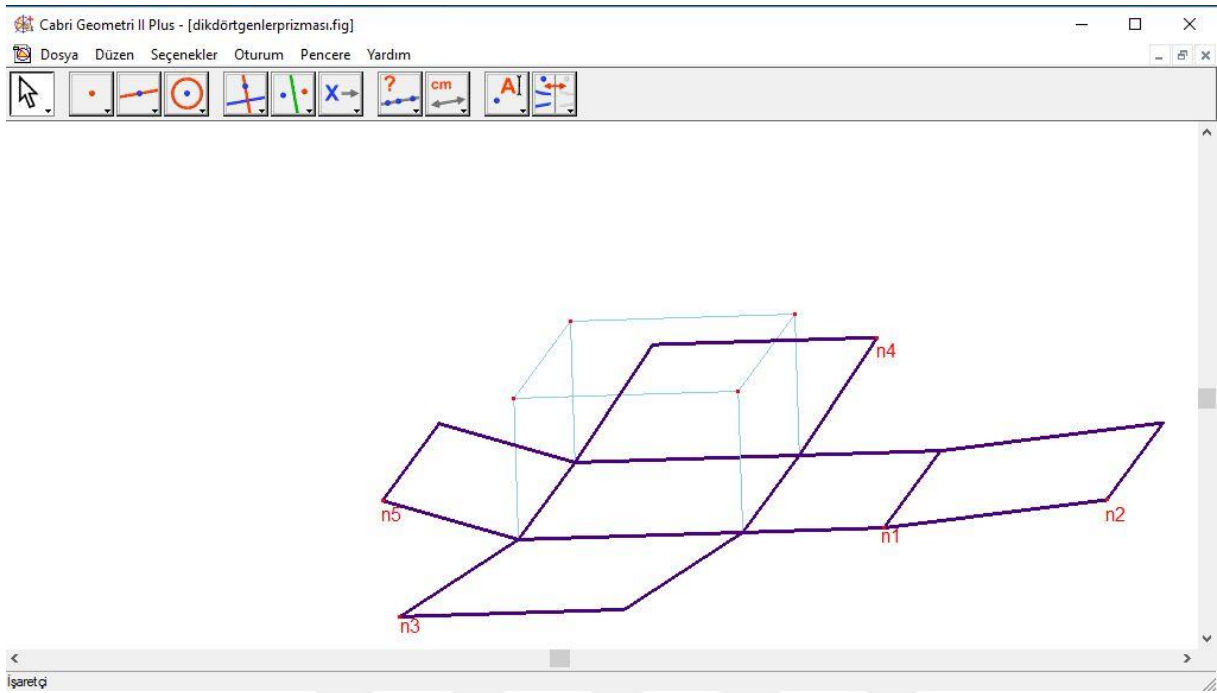 Cabri Geometri II Plus - [dikdörtgenlerprizması.fig]
Dosya Düzen Seçenekler Oturum Pencere Yardım
? cm A
X
n4
n5
n2
n1
n3
İşaretçi